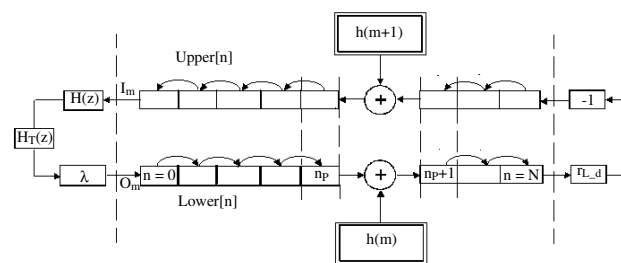 h(m+1)
Upper[n]
H(z)
I_m
+
-1
H_T(z)
λ
O_m
n = 0
n_P
+
n_P+1
n = N
r_L_d
Lower[n]
h(m)